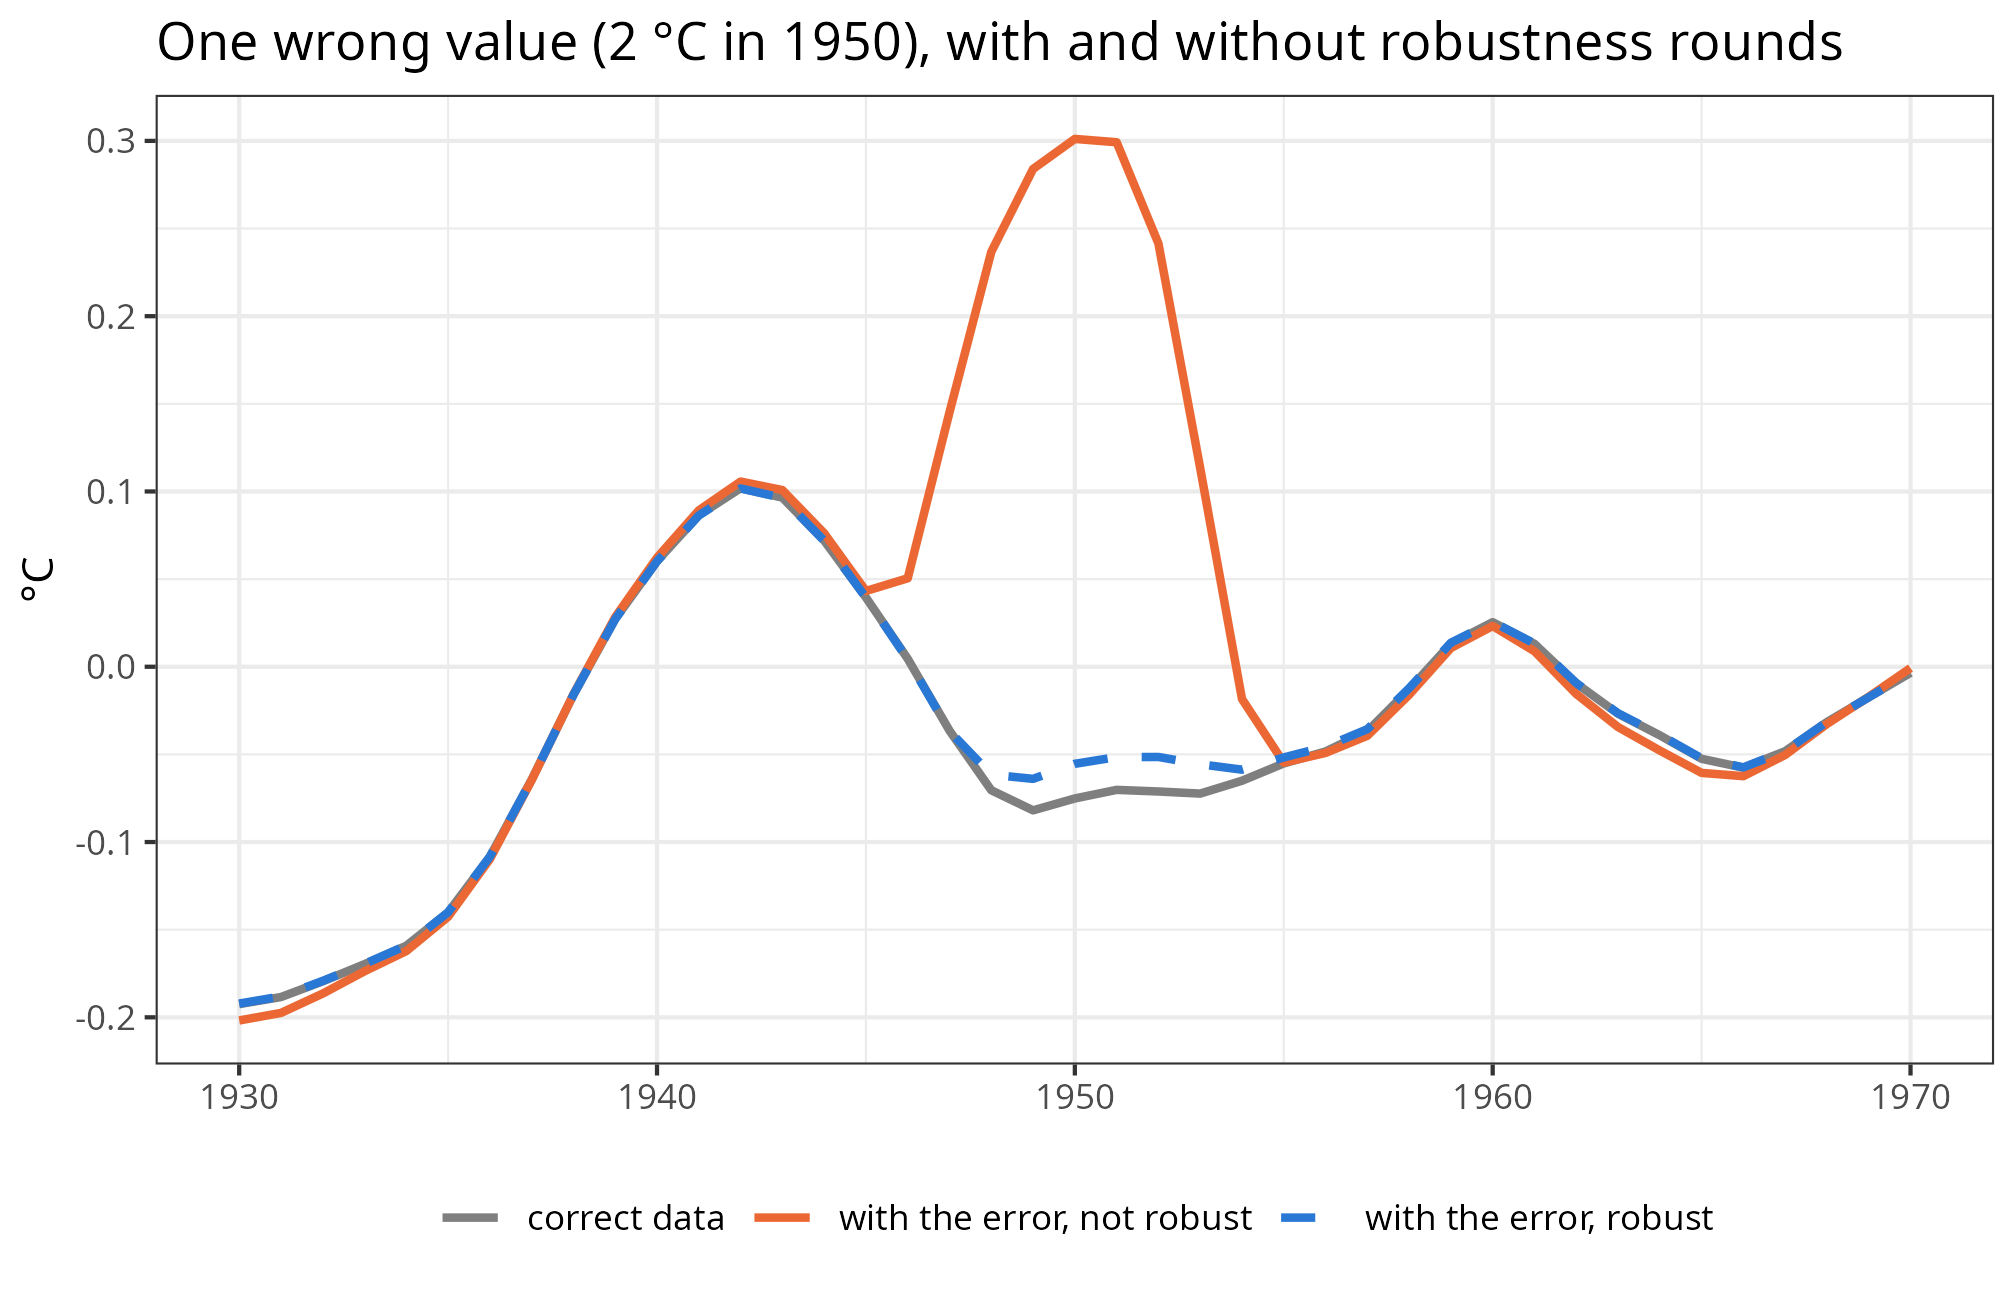 One wrong value (2 °C in 1950), with and without robustness rounds
0.3
0.2
0.1
0.0
-0.1
-0.2
°C
1930 1940 1950 1960 1970
correct data with the error, not robust with the error, robust